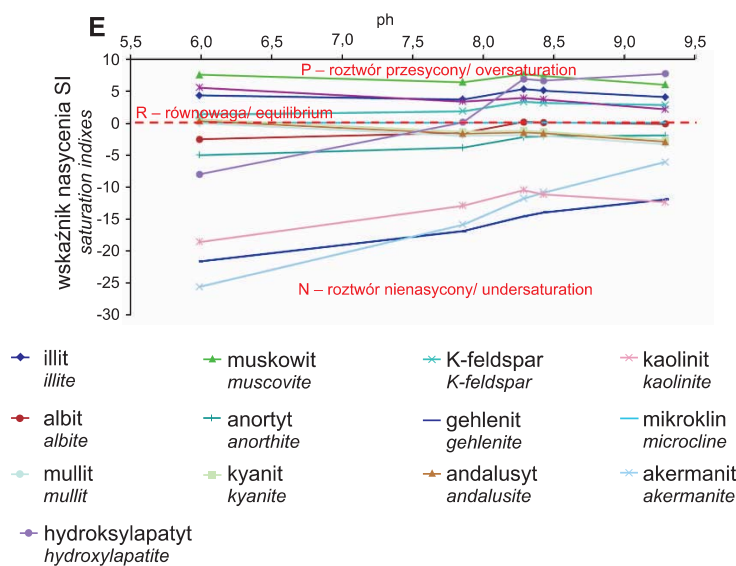 E
ph
5,5 6,0 6,5 7,0 7,5 8,0 8,5 9,0 9,5
10
P – roztwór przesycony/ oversaturation
5
R – równowaga/ equilibrium
0
-5
-10
-15
-20
-25
N – roztwór nienasycony/ undersaturation
-30
wskaźnik nasycenia SI
saturation indixes
illit
illite
muskowit
muscovite
K-feldspar
K-feldspar
kaolinit
kaolinite
albit
albite
anortyt
anorthite
gehlenit
gehlenite
mikroklin
microcline
mullit
mullit
kyanit
kyanite
andalusyt
andalusite
akermanit
akermanite
hydroksylapatyt
hydroxylapatite